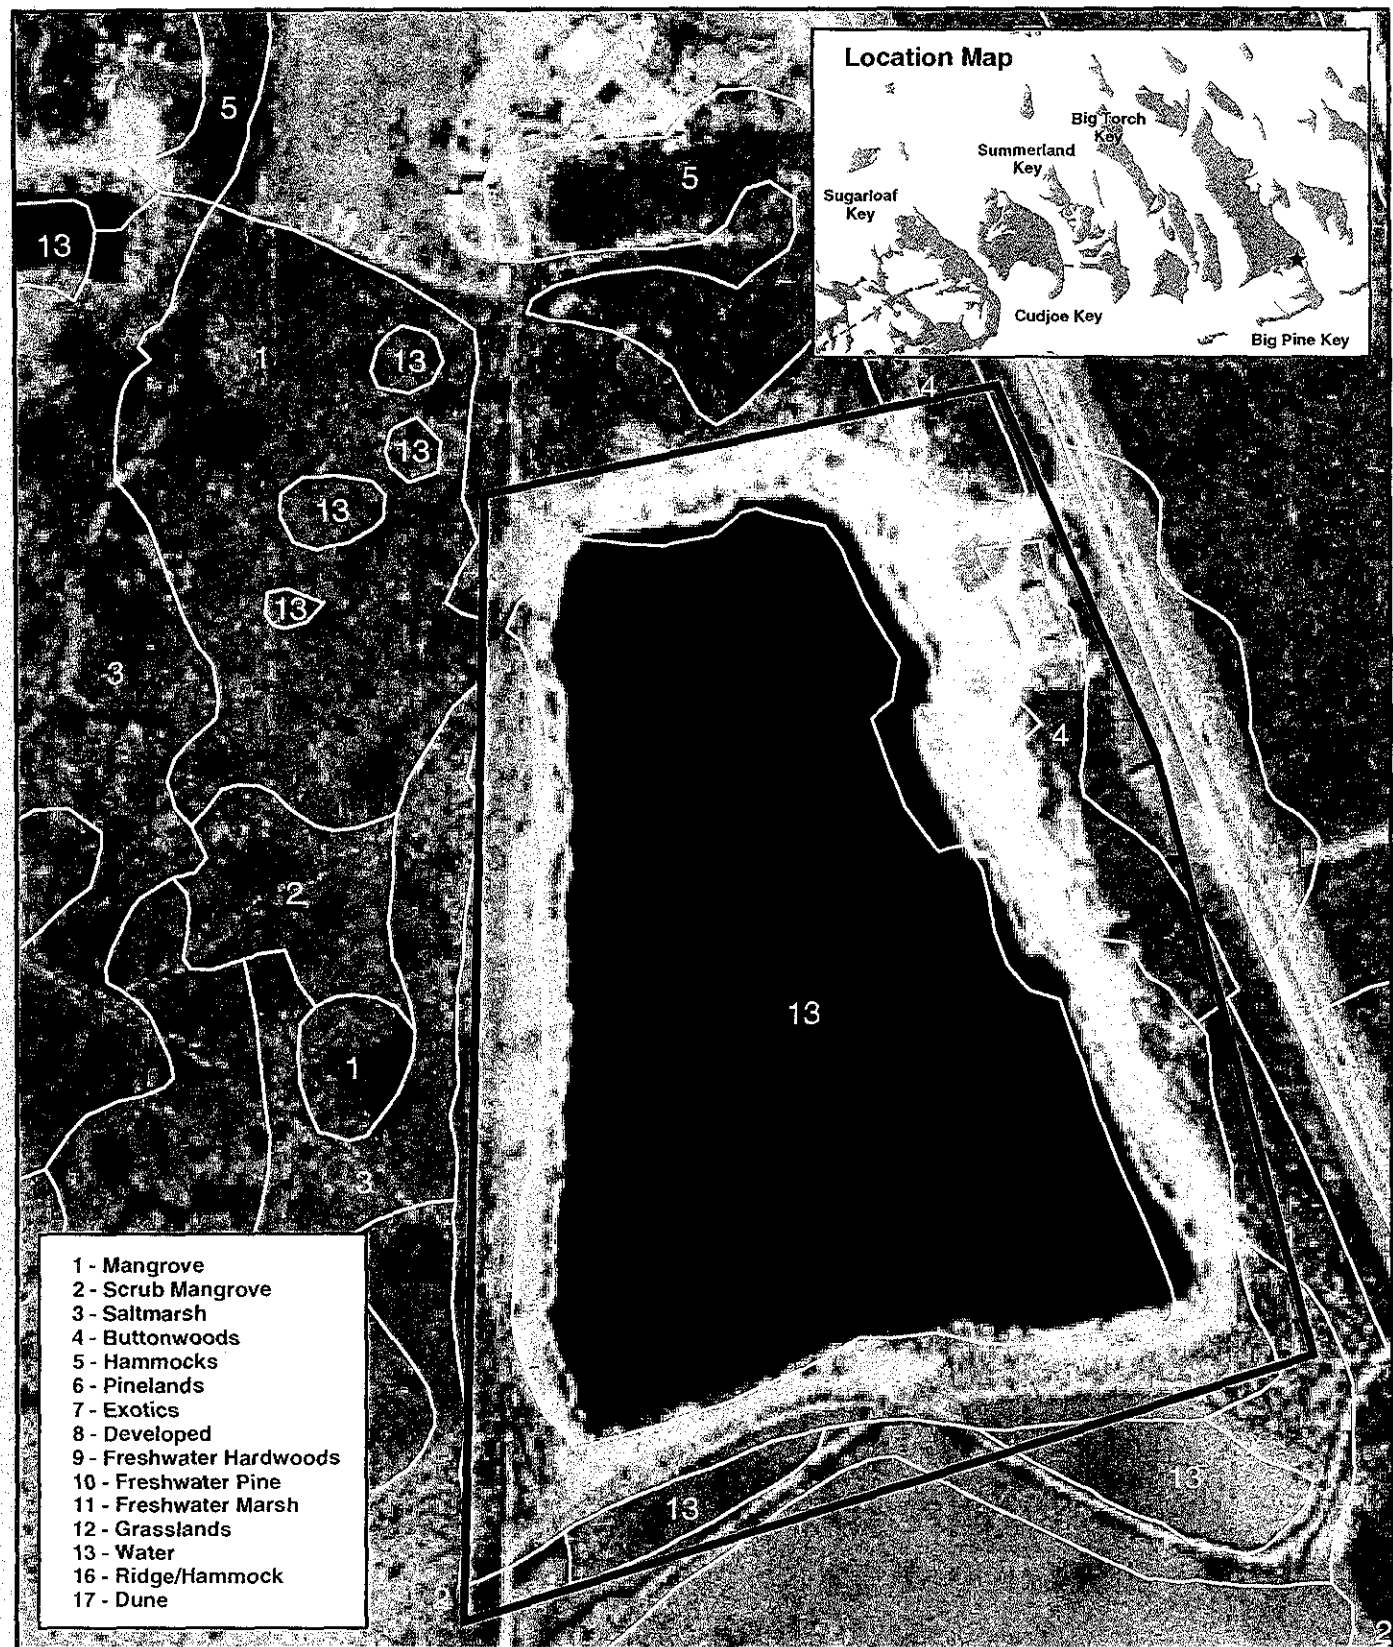 Location Map
Big Torch
Key
Summerland
Key
Sugarloaf
Key
Cudjoe Key
Big Pine Key
5
5
13
1
13
4
13
13
13
3
4
2
13
1
3
13
13
2
1 - Mangrove
2 - Scrub Mangrove
3 - Saltmarsh
4 - Buttonwoods
5 - Hammocks
6 - Pinelands
7 - Exotics
8 - Developed
9 - Freshwater Hardwoods
10 - Freshwater Pine
11 - Freshwater Marsh
12 - Grasslands
13 - Water
16 - Ridge/Hammock
17 - Dune